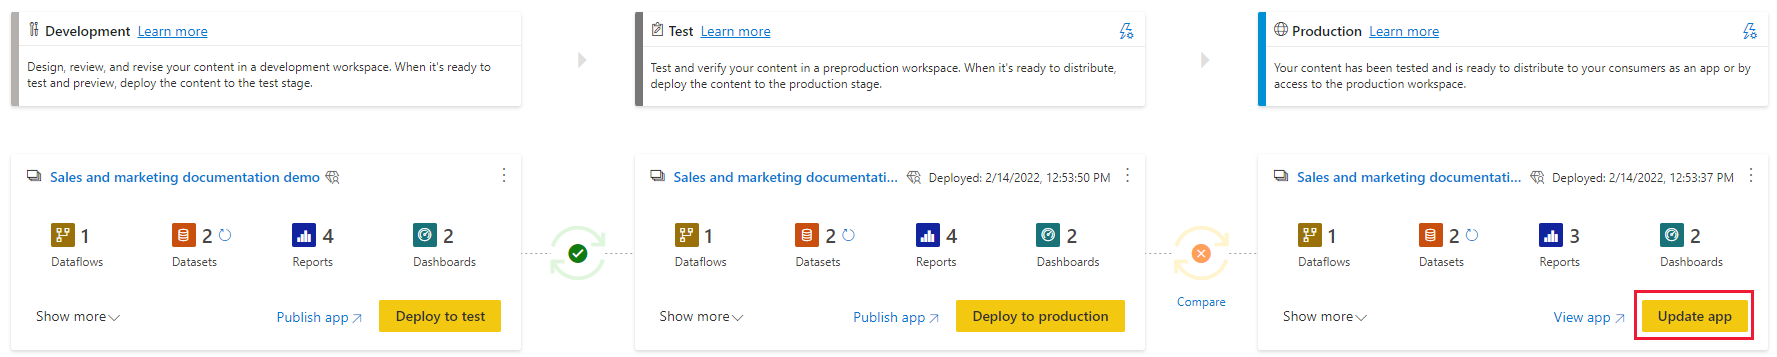 Development Learn more
Design, review, and revise your content in a development workspace. When it's ready to
test and preview, deploy the content to the test stage.
Test Learn more
Test and verify your content in a preproduction workspace. When it's ready to distribute,
deploy the content to the production stage.
Production Learn more
Your content has been tested and is ready to distribute to your consumers as an app or by
access to the production workspace.
Sales and marketing documentation demo
1 2 4 2
Dataflows Datasets Reports Dashboards
Show more Publish app Deploy to test
Sales and marketing documentati... Deployed: 2/14/2022, 12:53:50 PM
1 2 4 2
Dataflows Datasets Reports Dashboards
Show more Publish app Deploy to production
Compare
Sales and marketing documentati... Deployed: 2/14/2022, 12:53:37 PM
1 2 3 2
Dataflows Datasets Reports Dashboards
Show more View app Update app